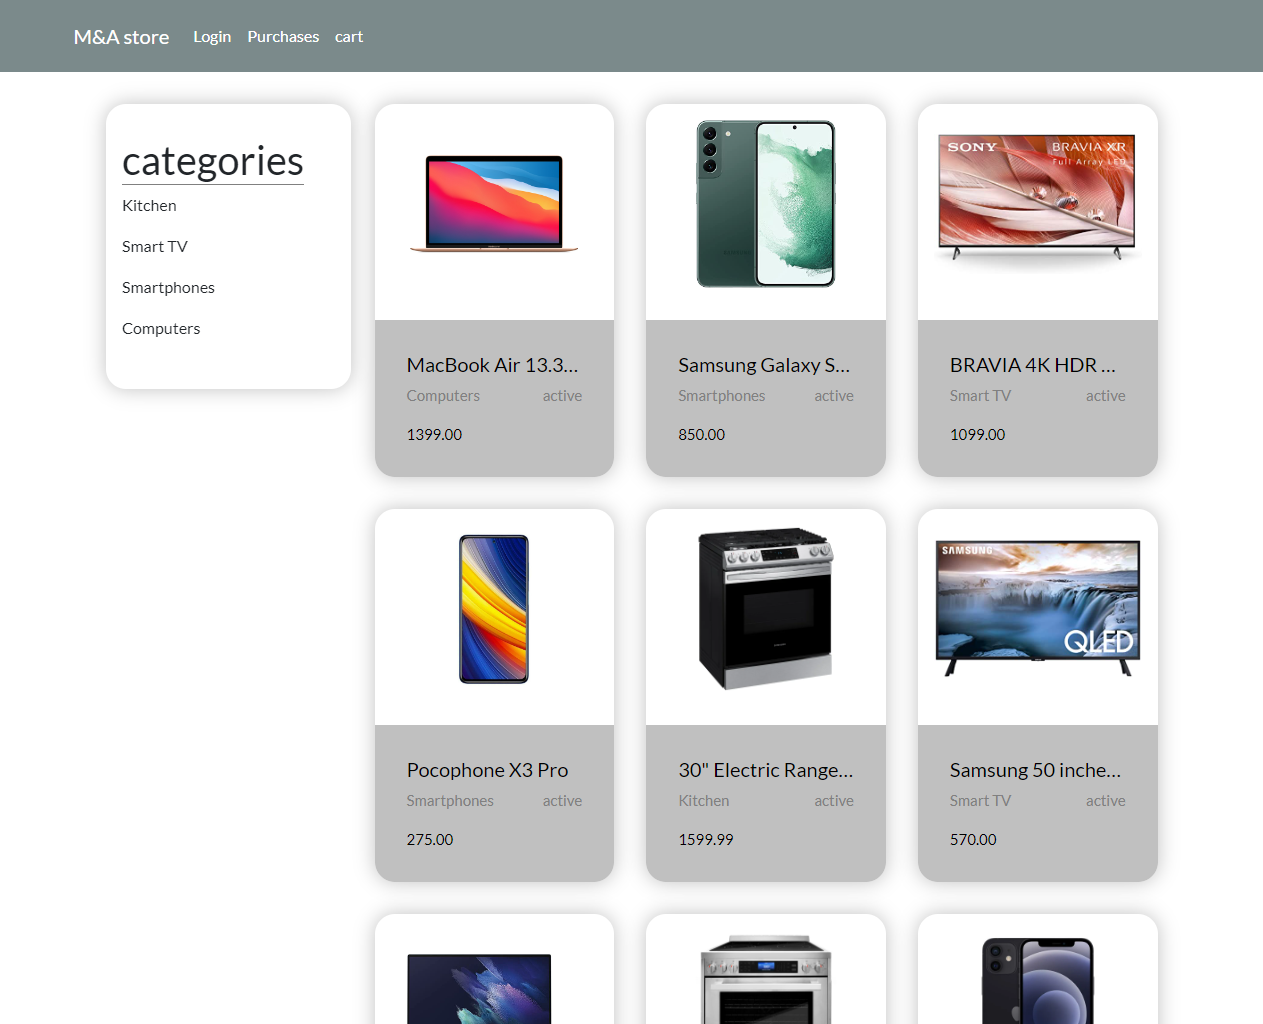 M&A store Login Purchases cart
categories
Kitchen
Smart TV
Smartphones
Computers
MacBook Air 13.3...
Computers active
1399.00
Samsung Galaxy S...
Smartphones active
850.00
SONY BRAVIA XR
Full Array LED
BRAVIA 4K HDR ...
Smart TV active
1099.00
Pocophone X3 Pro
Smartphones active
275.00
30" Electric Range...
Kitchen active
1599.99
SAMSUNG
QLED
Samsung 50 inche...
Smart TV active
570.00